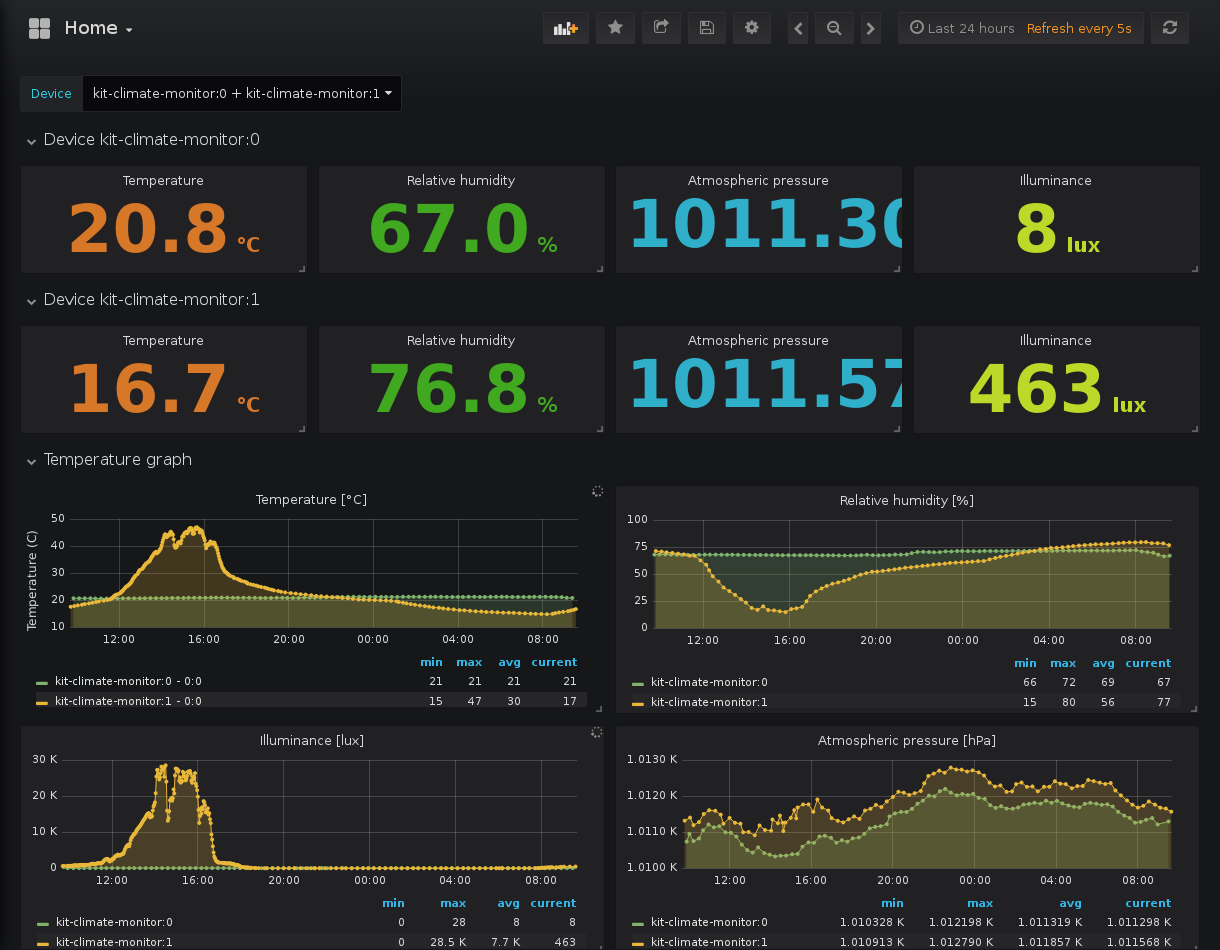 Home
Last 24 hours Refresh every 5s
Device kit-climate-monitor:0 + kit-climate-monitor:1
Device kit-climate-monitor:0
Temperature Relative humidity Atmospheric pressure Illuminance
20.8 °C 67.0 % 1011.30 8 lux
Device kit-climate-monitor:1
Temperature Relative humidity Atmospheric pressure Illuminance
16.7 °C 76.8 % 1011.57 463 lux
Temperature graph
Temperature [°C]
Temperature (C)
50
40
30
20
10
12:00 16:00 20:00 00:00 04:00 08:00
min max avg current
kit-climate-monitor:0 - 0:0 21 21 21 21
kit-climate-monitor:1 - 0:0 15 47 30 17
Relative humidity [%]
100
75
50
25
0
12:00 16:00 20:00 00:00 04:00 08:00
min max avg current
kit-climate-monitor:0 66 72 69 67
kit-climate-monitor:1 15 80 56 77
Illuminance [lux]
30 K
20 K
10 K
0
12:00 16:00 20:00 00:00 04:00 08:00
min max avg current
kit-climate-monitor:0 0 28 8 8
kit-climate-monitor:1 0 28.5 K 7.7 K 463
Atmospheric pressure [hPa]
1.0130 K
1.0120 K
1.0110 K
1.0100 K
12:00 16:00 20:00 00:00 04:00 08:00
min max avg current
kit-climate-monitor:0 1.010328 K 1.012198 K 1.011319 K 1.011298 K
kit-climate-monitor:1 1.010913 K 1.012790 K 1.011857 K 1.011568 K